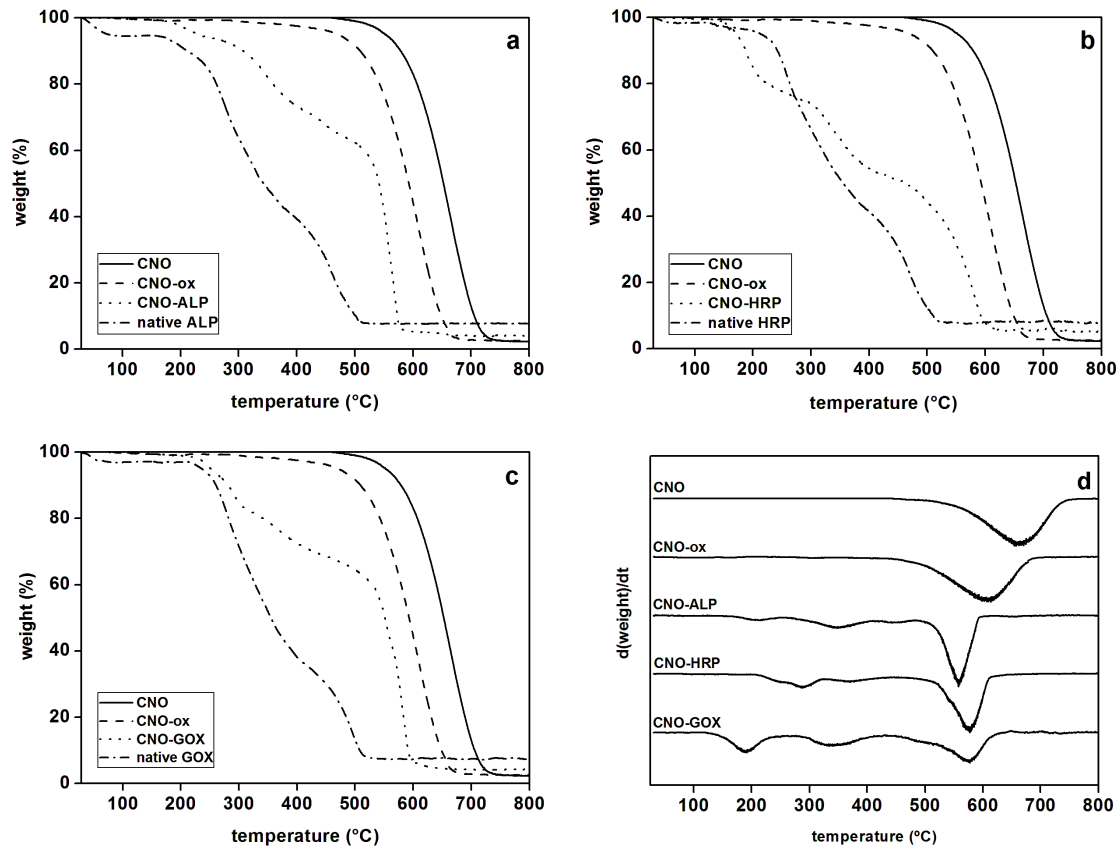 a
weight (%)
100
80
60
40
20
0
CNO
CNO-ox
CNO-ALP
native ALP
100 200 300 400 500 600 700 800
temperature (°C)
b
weight (%)
100
80
60
40
20
0
CNO
CNO-ox
CNO-HRP
native HRP
100 200 300 400 500 600 700 800
temperature (°C)
c
weight (%)
100
80
60
40
20
0
CNO
CNO-ox
CNO-GOX
native GOX
100 200 300 400 500 600 700 800
temperature (°C)
d
d(weight)/dt
CNO
CNO-ox
CNO-ALP
CNO-HRP
CNO-GOX
100 200 300 400 500 600 700 800
temperature (ºC)